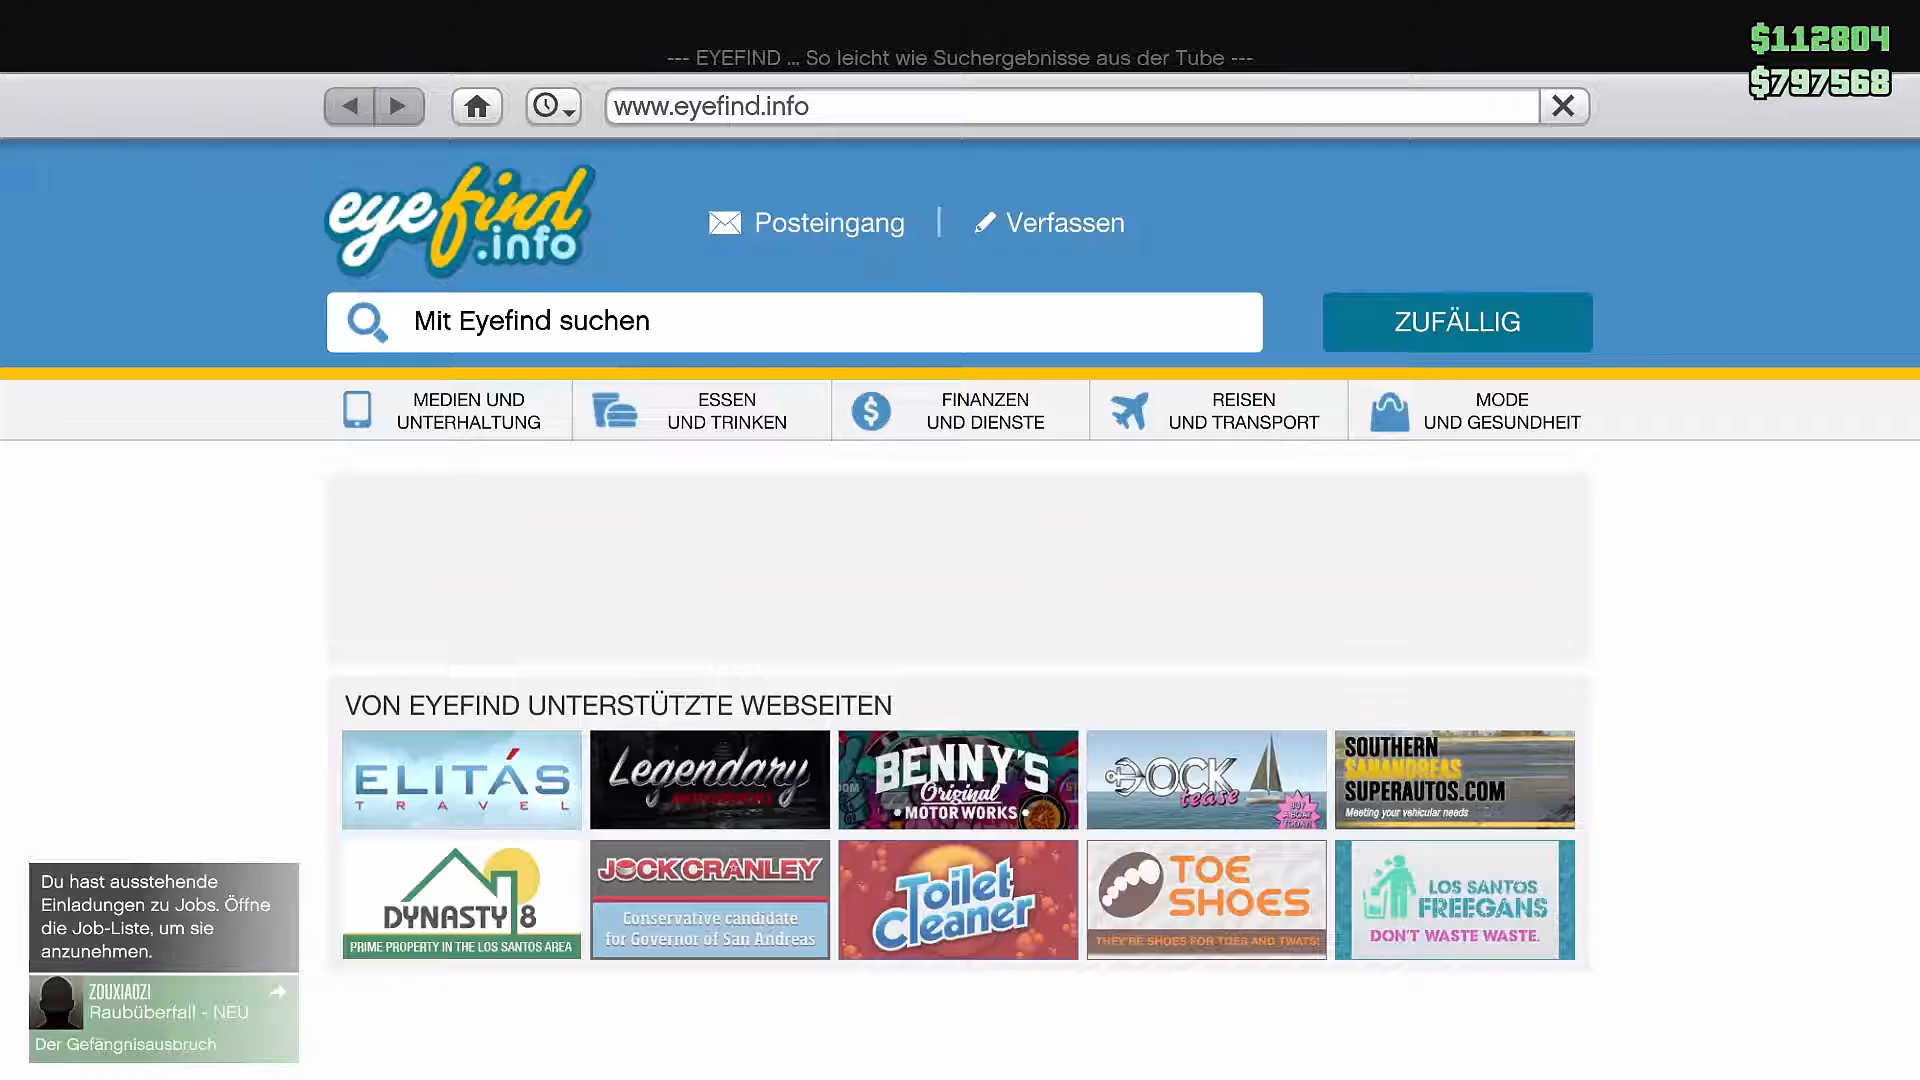 $112804
--- EYEFIND ... So leicht wie Suchergebnisse aus der Tube ---
$797568
www.eyefind.info
eyefind
.info
Posteingang
Verfassen
Mit Eyefind suchen
ZUFÄLLIG
MEDIEN UND
UNTERHALTUNG
ESSEN
UND TRINKEN
FINANZEN
UND DIENSTE
REISEN
UND TRANSPORT
MODE
UND GESUNDHEIT
VON EYEFIND UNTERSTÜTZTE WEBSEITEN
ELITÁS
TRAVEL
Legendary
BENNY'S
Original
• MOTOR WORKS •
DOCK
tease
BUY
A BOAT
TODAY!
SOUTHERN
SANANDREAS
SUPERAUTOS.COM
Meeting your vehicular needs
DYNASTY 8
PRIME PROPERTY IN THE LOS SANTOS AREA
JOCK CRANLEY
Conservative candidate
for Governor of San Andreas
Toilet
Cleaner
TOE
SHOES
THEY'RE SHOES FOR TOES AND TWATS!
LOS SANTOS
FREEGANS
DON'T WASTE WASTE.
Du hast ausstehende
Einladungen zu Jobs. Öffne
die Job-Liste, um sie
anzunehmen.
ZOUXIAOZI
Raubüberfall - NEU
Der Gefängnisausbruch